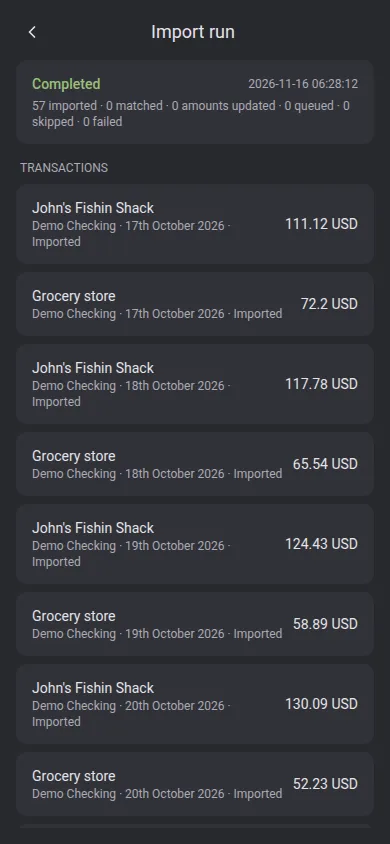 Import run
Completed
2026-11-16 06:28:12
57 imported · 0 matched · 0 amounts updated · 0 queued · 0
skipped · 0 failed
TRANSACTIONS
John's Fishin Shack
Demo Checking · 17th October 2026 ·
Imported
111.12 USD
Grocery store
Demo Checking · 17th October 2026 · Imported
72.2 USD
John's Fishin Shack
Demo Checking · 18th October 2026 ·
Imported
117.78 USD
Grocery store
Demo Checking · 18th October 2026 · Imported
65.54 USD
John's Fishin Shack
Demo Checking · 19th October 2026 ·
Imported
124.43 USD
Grocery store
Demo Checking · 19th October 2026 · Imported
58.89 USD
John's Fishin Shack
Demo Checking · 20th October 2026 ·
Imported
130.09 USD
Grocery store
Demo Checking · 20th October 2026 · Imported
52.23 USD